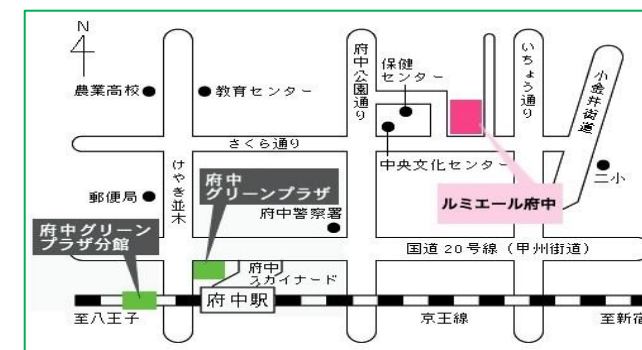 N
農業高校
教育センター
府中公園通り
保健
センター
いちょう通り
小金井街道
さくら通り
中央文化センター
二小
けやき並木
府中
グリーンプラザ
ルミエール府中
郵便局
府中警察署
府中グリーン
プラザ分館
国道20号線（甲州街道）
府中
スカイナード
府中駅
至八王子
京王線
至新宿